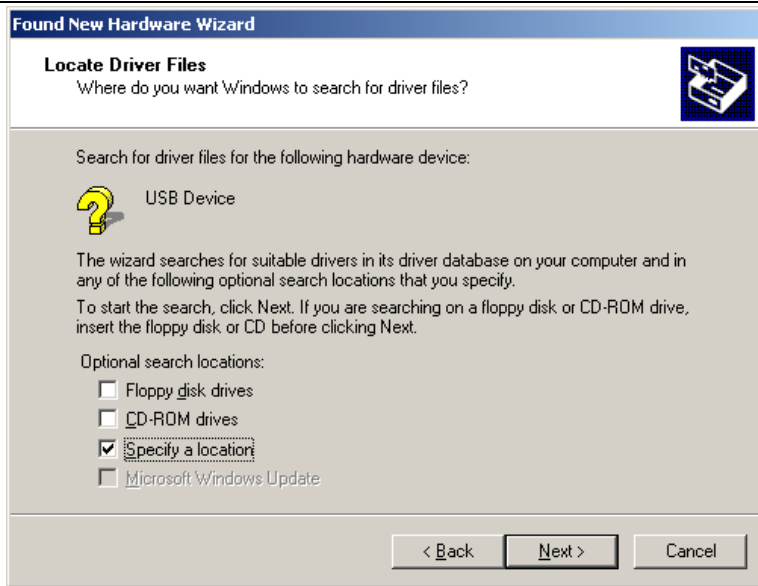 Found New Hardware Wizard
Locate Driver Files
Where do you want Windows to search for driver files?
Search for driver files for the following hardware device:
USB Device
The wizard searches for suitable drivers in its driver database on your computer and in
any of the following optional search locations that you specify.
To start the search, click Next. If you are searching on a floppy disk or CD-ROM drive,
insert the floppy disk or CD before clicking Next.
Optional search locations:
Floppy disk drives
CD-ROM drives
Specify a location
Microsoft Windows Update
< Back Next > Cancel